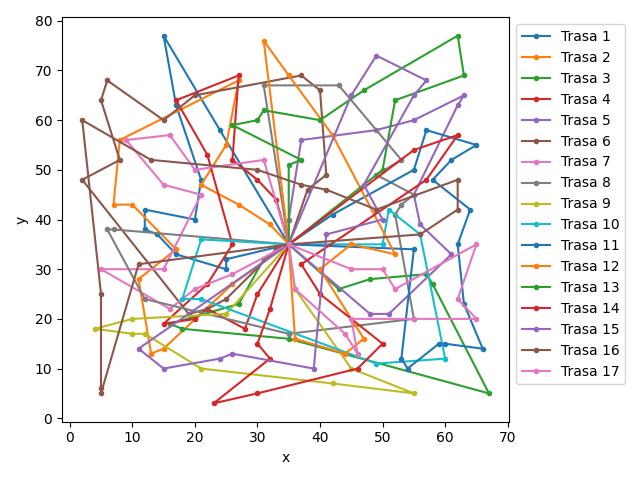 80
70
60
50
40
30
20
10
0
y
0 10 20 30 40 50 60 70
x
Trasa 1
Trasa 2
Trasa 3
Trasa 4
Trasa 5
Trasa 6
Trasa 7
Trasa 8
Trasa 9
Trasa 10
Trasa 11
Trasa 12
Trasa 13
Trasa 14
Trasa 15
Trasa 16
Trasa 17